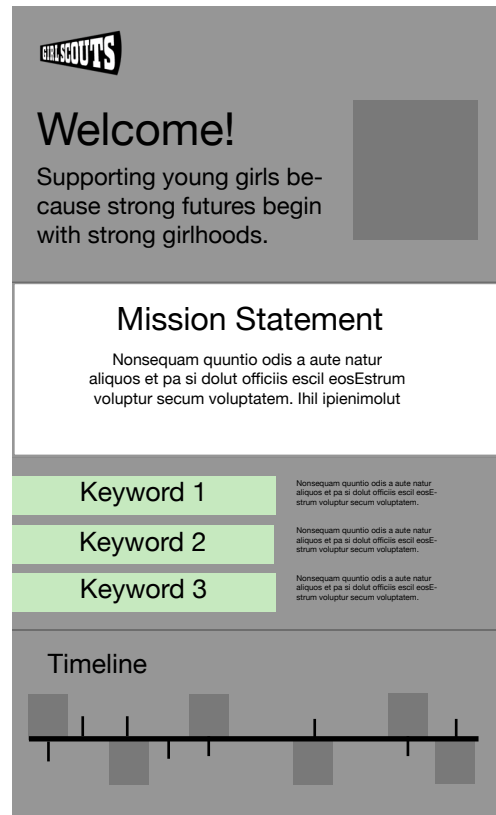 GIRL SCOUTS
Welcome!
Supporting young girls be-
cause strong futures begin
with strong girlhoods.
Mission Statement
Nonsequam quuntio odis a aute natur
aliquos et pa si dolut officiis escil eosEstrum
voluptur secum voluptatem. Ihil ipienimolut
Keyword 1
Nonsequam quuntio odis a aute natur
aliquos et pa si dolut officiis escil eosE-
strum voluptur secum voluptatem.
Keyword 2
Nonsequam quuntio odis a aute natur
aliquos et pa si dolut officiis escil eosE-
strum voluptur secum voluptatem.
Keyword 3
Nonsequam quuntio odis a aute natur
aliquos et pa si dolut officiis escil eosE-
strum voluptur secum voluptatem.
Timeline